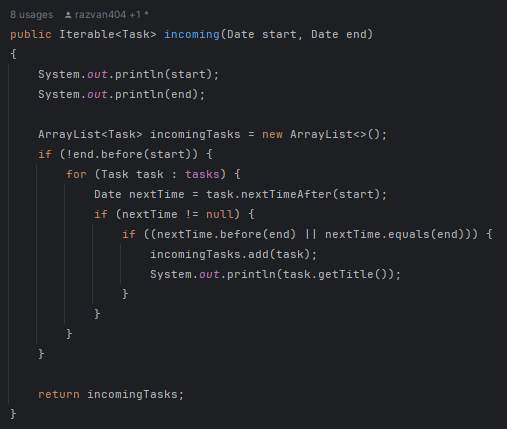 8 usages razvan404 +1 *
public Iterable<Task> incoming(Date start, Date end)
{
    System.out.println(start);
    System.out.println(end);

    ArrayList<Task> incomingTasks = new ArrayList<>();
    if (!end.before(start)) {
        for (Task task : tasks) {
            Date nextTime = task.nextTimeAfter(start);
            if (nextTime != null) {
                if ((nextTime.before(end) || nextTime.equals(end))) {
                    incomingTasks.add(task);
                    System.out.println(task.getTitle());
                }
            }
        }
    }

    return incomingTasks;
}